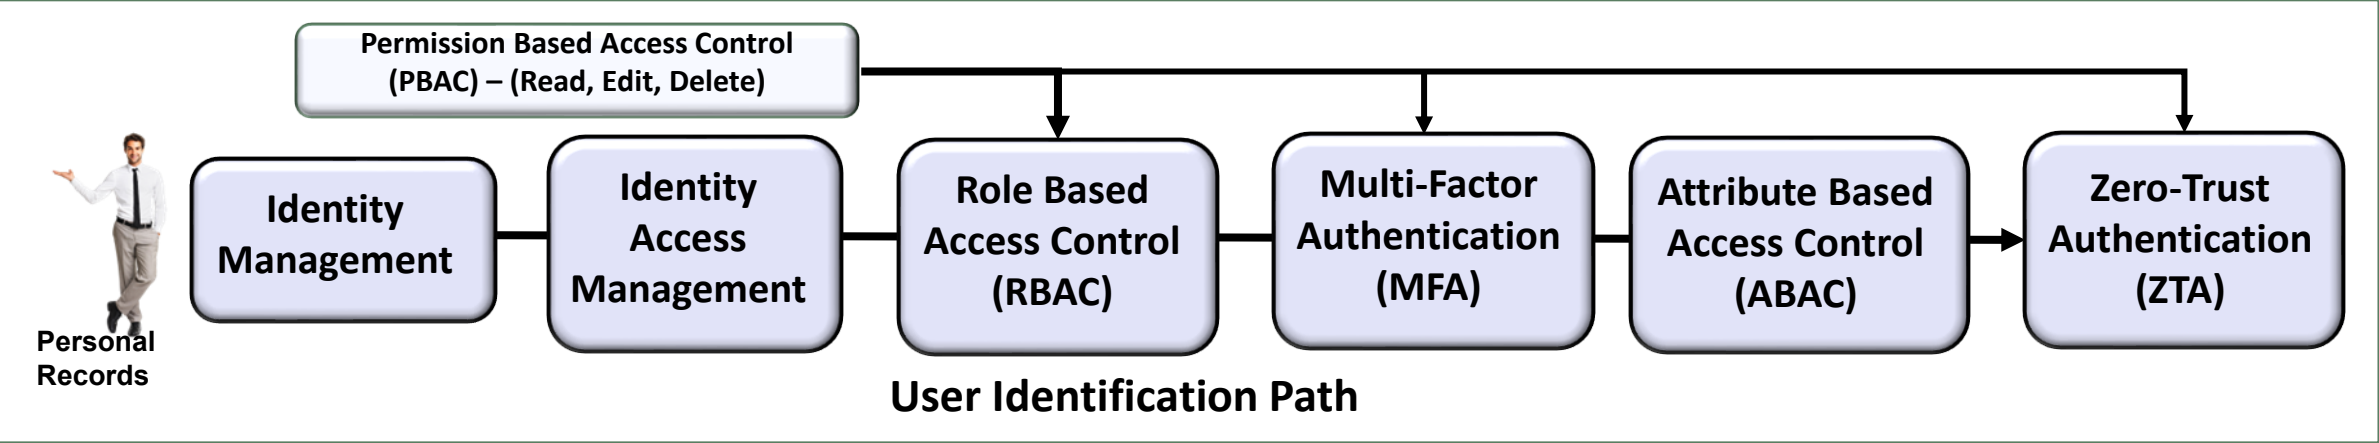 Permission Based Access Control
(PBAC) – (Read, Edit, Delete)
Identity
Management
Identity
Access
Management
Role Based
Access Control
(RBAC)
Multi-Factor
Authentication
(MFA)
Attribute Based
Access Control
(ABAC)
Zero-Trust
Authentication
(ZTA)
Personal
Records
User Identification Path